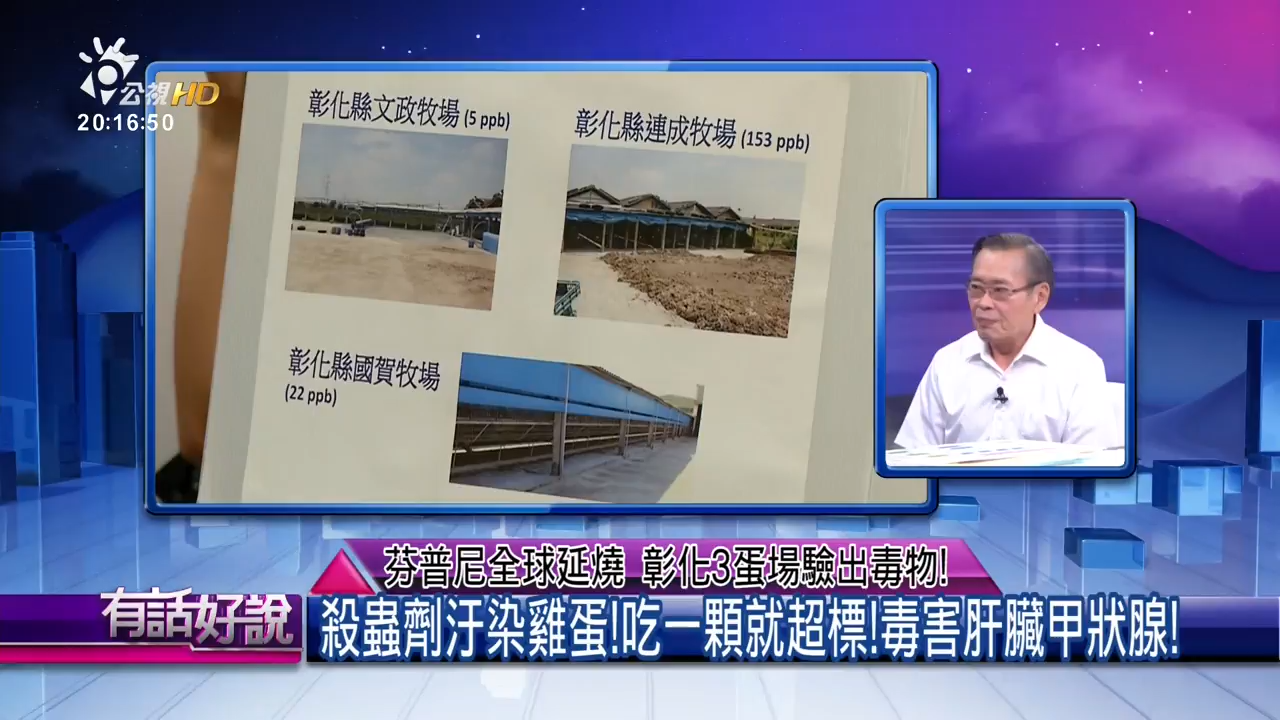 公視HD
20:16:50
彰化縣文政牧場 (5 ppb)
彰化縣連成牧場 (153 ppb)
彰化縣國賀牧場
(22 ppb)
芬普尼全球延燒 彰化3蛋場驗出毒物!
有話好說
殺蟲劑汙染雞蛋!吃一顆就超標!毒害肝臟甲狀腺!